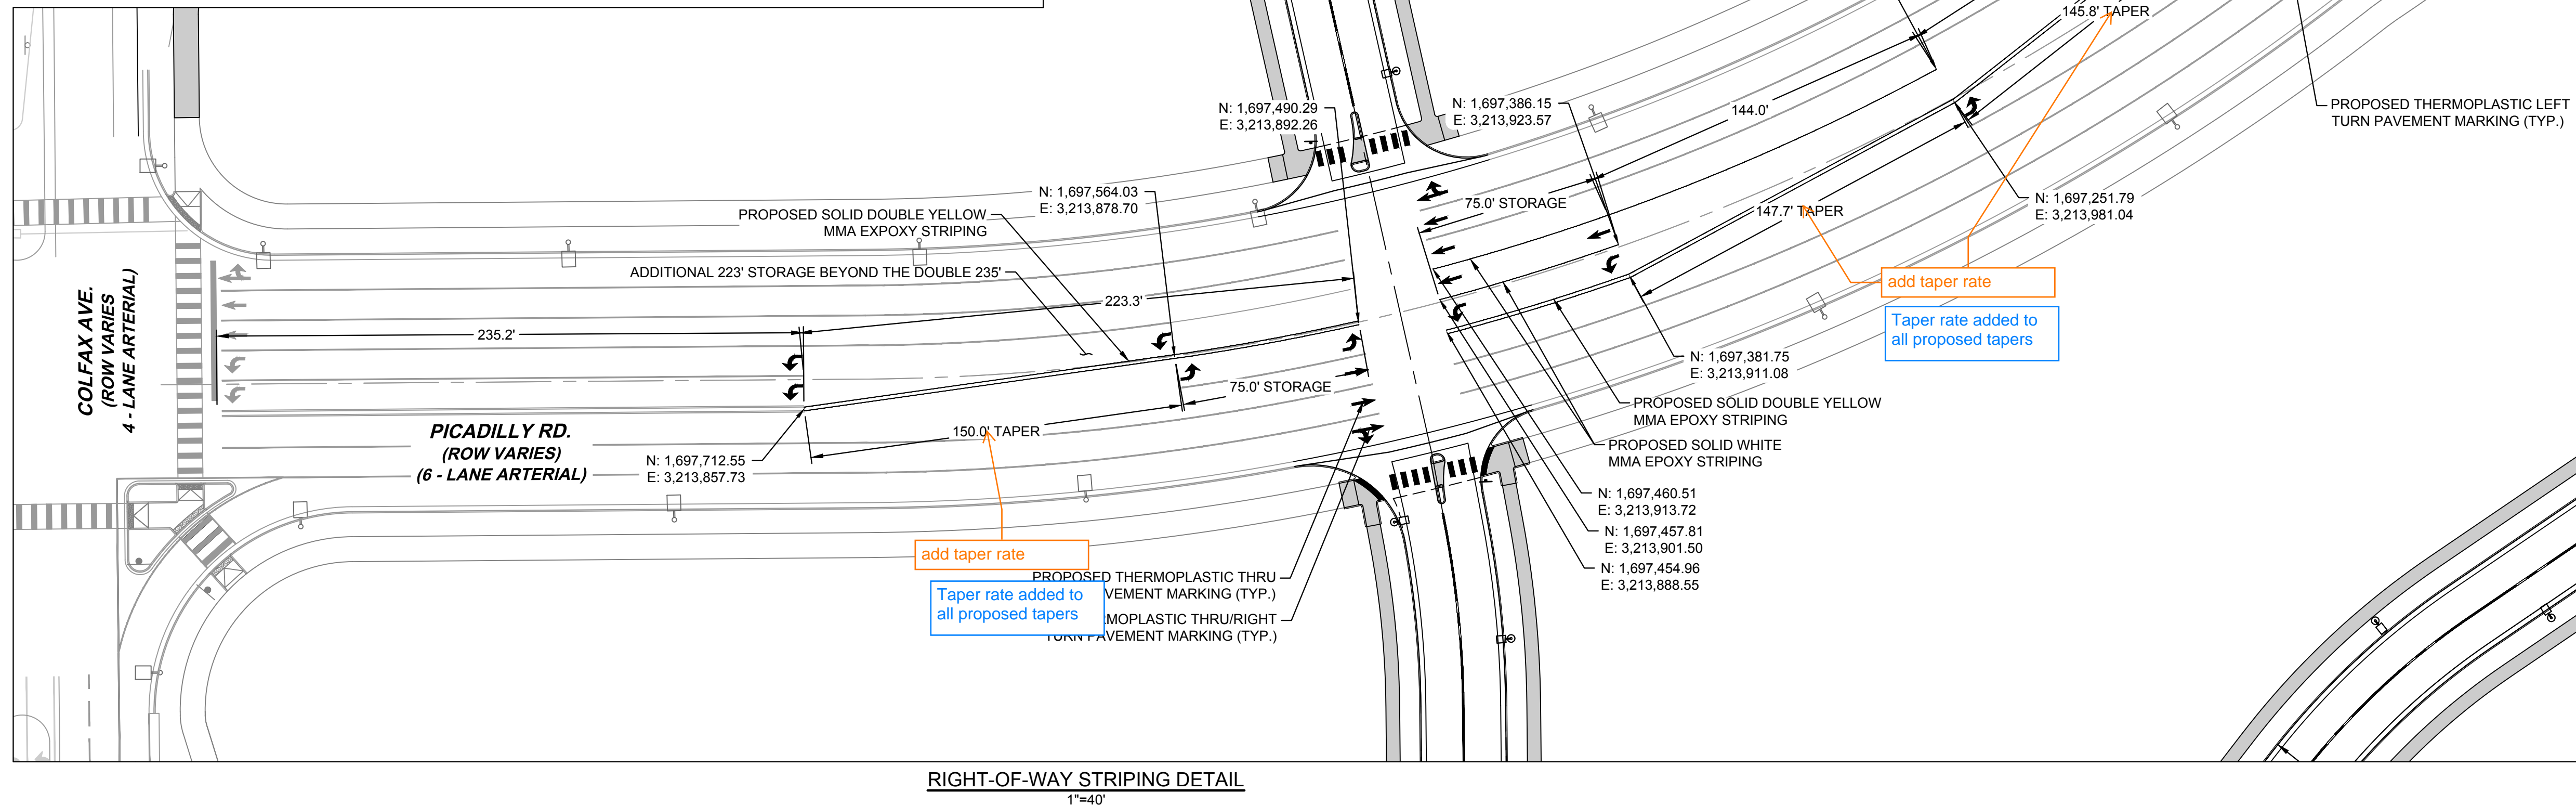 145.8' TAPER
N: 1,697,490.29
E: 3,213,892.26
N: 1,697,386.15
E: 3,213,923.57
144.0'
PROPOSED THERMOPLASTIC LEFT
TURN PAVEMENT MARKING (TYP.)
N: 1,697,564.03
E: 3,213,878.70
75.0' STORAGE
147.7' TAPER
N: 1,697,251.79
E: 3,213,981.04
PROPOSED SOLID DOUBLE YELLOW
MMA EXPOXY STRIPING
ADDITIONAL 223' STORAGE BEYOND THE DOUBLE 235'
add taper rate
Taper rate added to
all proposed tapers
COLFAX AVE.
(ROW VARIES
4 - LANE ARTERIAL)
235.2'
223.3'
N: 1,697,381.75
E: 3,213,911.08
75.0' STORAGE
PROPOSED SOLID DOUBLE YELLOW
MMA EPOXY STRIPING
150.0' TAPER
PICADILLY RD.
(ROW VARIES)
(6 - LANE ARTERIAL)
N: 1,697,712.55
E: 3,213,857.73
PROPOSED SOLID WHITE
MMA EPOXY STRIPING
N: 1,697,460.51
E: 3,213,913.72
N: 1,697,457.81
E: 3,213,901.50
N: 1,697,454.96
E: 3,213,888.55
add taper rate
Taper rate added to
all proposed tapers
PROPOSED THERMOPLASTIC THRU
PAVEMENT MARKING (TYP.)
THRU/RIGHT
TURN PAVEMENT MARKING (TYP.)
RIGHT-OF-WAY STRIPING DETAIL
1"=40'